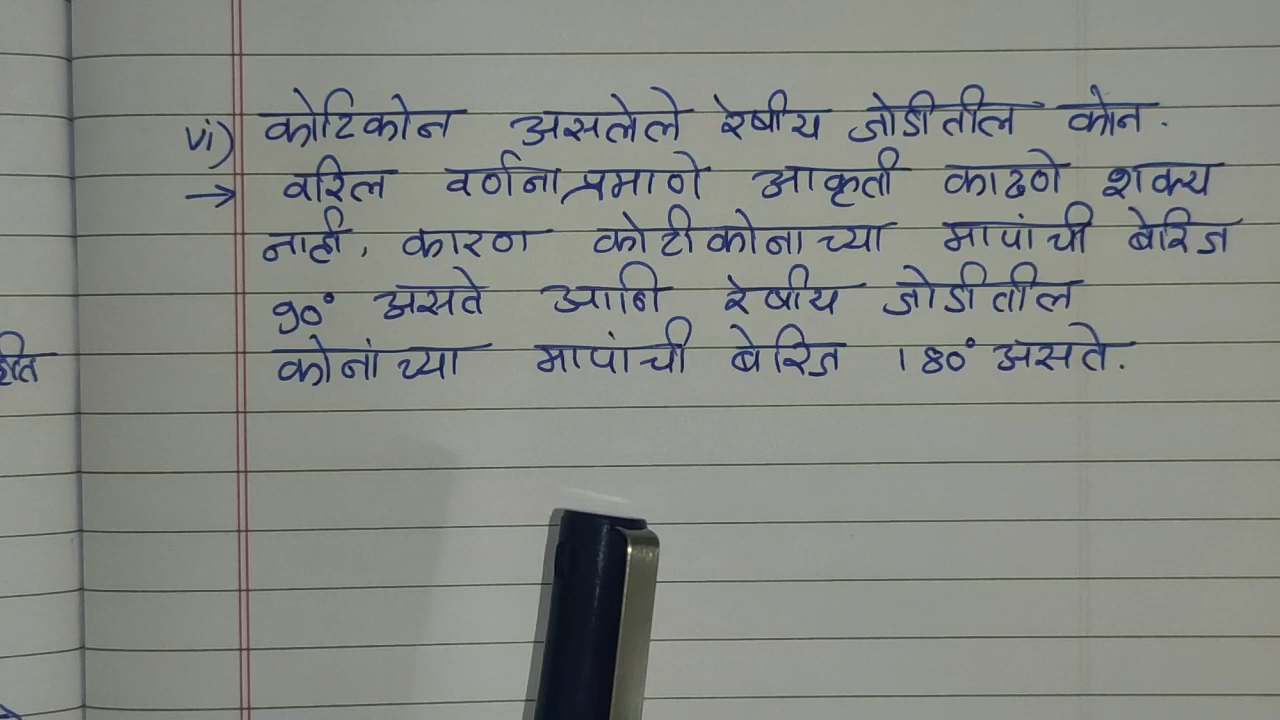 vi) कोटिकोन असलेले रेषीय जोडीतील कोन.
→ वरिल वर्णनाप्रमाणे आकृती काढणे शक्य
नाही, कारण कोटीकोनाच्या मापांची बेरिज
90° असते आणि रेषीय जोडीतील
कोनांच्या मापांची बेरिज 180° असते.